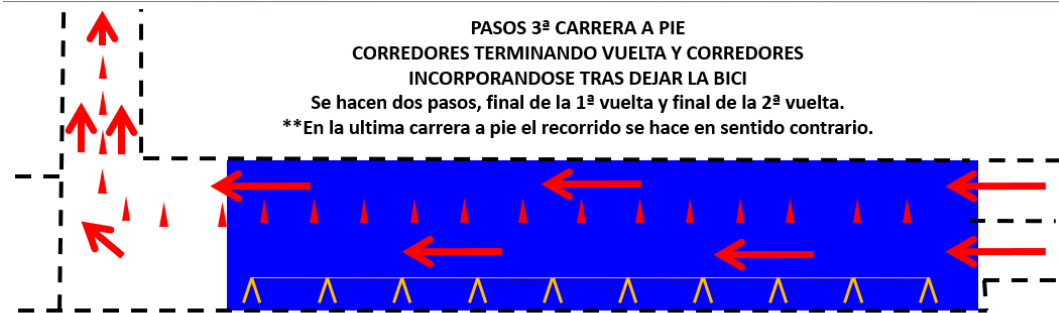 PASOS 3ª CARRERA A PIE
CORREDORES TERMINANDO VUELTA Y CORREDORES
INCORPORANDOSE TRAS DEJAR LA BICI
Se hacen dos pasos, final de la 1ª vuelta y final de la 2ª vuelta.
**En la ultima carrera a pie el recorrido se hace en sentido contrario.